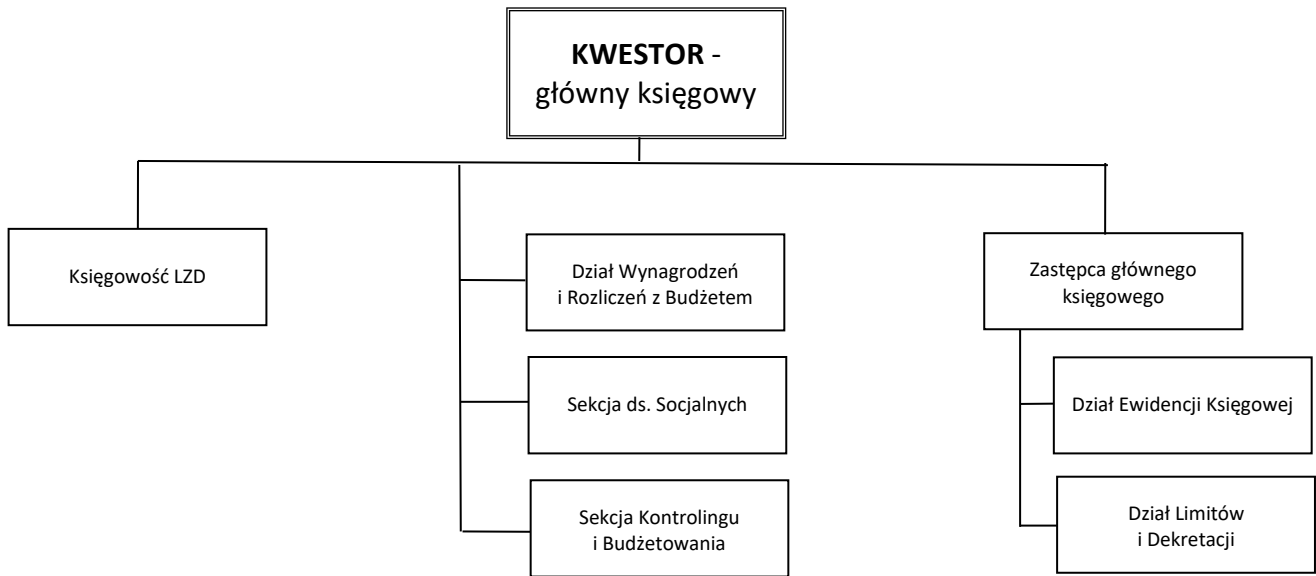 KWESTOR -
główny księgowy
Księgowość LZD
Dział Wynagrodzeń
i Rozliczeń z Budżetem
Zastępca głównego
księgowego
Sekcja ds. Socjalnych
Dział Ewidencji Księgowej
Sekcja Kontrolingu
i Budżetowania
Dział Limitów
i Dekretacji